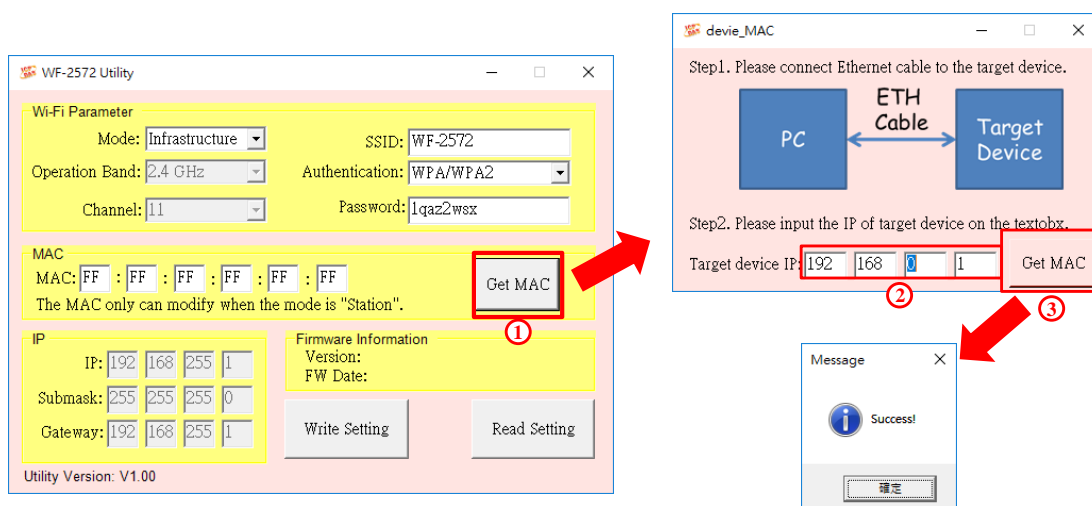 WF-2572 Utility
Wi-Fi Parameter
Mode: Infrastructure
SSID: WF-2572
Operation Band: 2.4 GHz
Authentication: WPA/WPA2
Channel: 11
Password: 1qaz2wsx
MAC
MAC: FF : FF : FF : FF : FF : FF
The MAC only can modify when the mode is "Station".
Get MAC
①
IP
IP: 192 168 255 1
Submask: 255 255 255 0
Gateway: 192 168 255 1
Firmware Information
Version:
FW Date:
Write Setting
Read Setting
Utility Version: V1.00
devie_MAC
Step1. Please connect Ethernet cable to the target device.
PC
ETH
Cable
Target
Device
Step2. Please input the IP of target device on the textobx.
Target device IP: 192 168 0 1
Get MAC
②
③
Message
Success!
確定